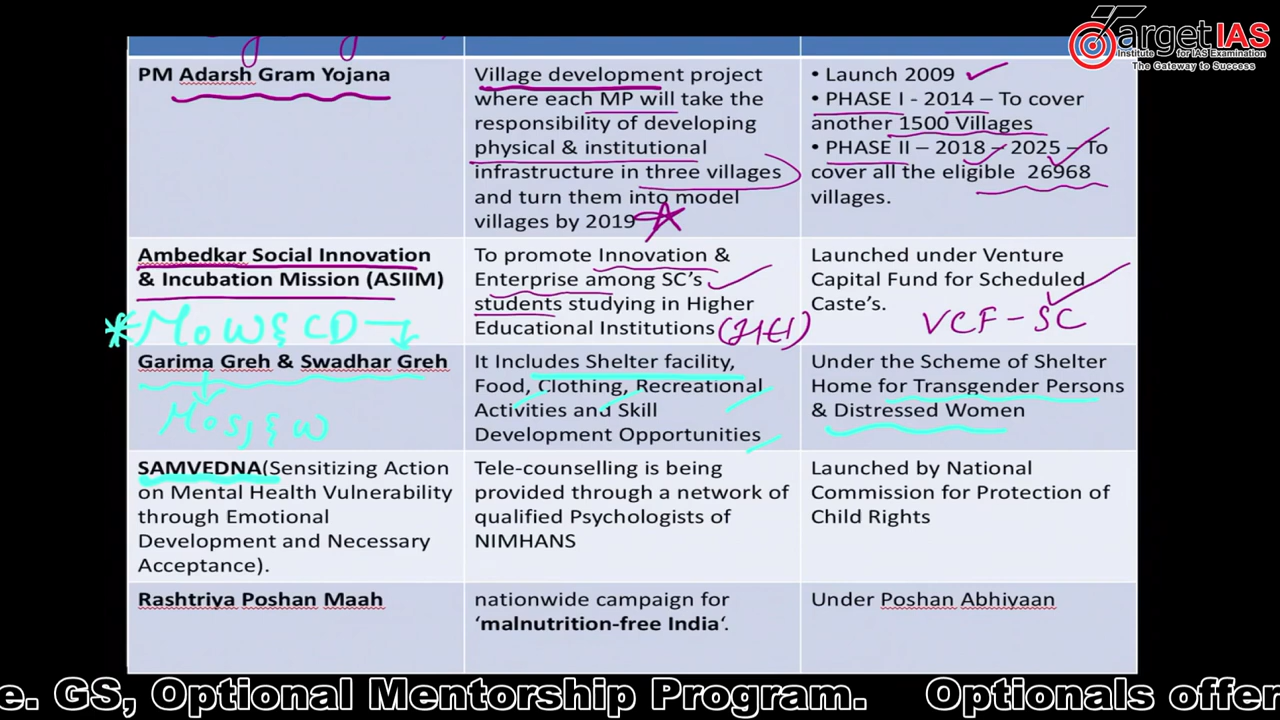 Target IAS
Institute for IAS Examination
The Gateway to Success
PM Adarsh Gram Yojana
Village development project
where each MP will take the
responsibility of developing
physical & institutional
infrastructure in three villages
and turn them into model
villages by 2019
• Launch 2009
• PHASE I - 2014 – To cover
another 1500 Villages
• PHASE II – 2018 – 2025 – To
cover all the eligible 26968
villages.
Ambedkar Social Innovation
& Incubation Mission (ASIIM)
To promote Innovation &
Enterprise among SC's
students studying in Higher
Educational Institutions (HEI)
Launched under Venture
Capital Fund for Scheduled
Caste's.
VCF - SC
*MoW & CD
Garima Greh & Swadhar Greh
MoSJ & W
It Includes Shelter facility,
Food, Clothing, Recreational
Activities and Skill
Development Opportunities
Under the Scheme of Shelter
Home for Transgender Persons
& Distressed Women
SAMVEDNA(Sensitizing Action
on Mental Health Vulnerability
through Emotional
Development and Necessary
Acceptance).
Tele-counselling is being
provided through a network of
qualified Psychologists of
NIMHANS
Launched by National
Commission for Protection of
Child Rights
Rashtriya Poshan Maah
nationwide campaign for
'malnutrition-free India'.
Under Poshan Abhiyaan
e. GS, Optional Mentorship Program. Optionals offer